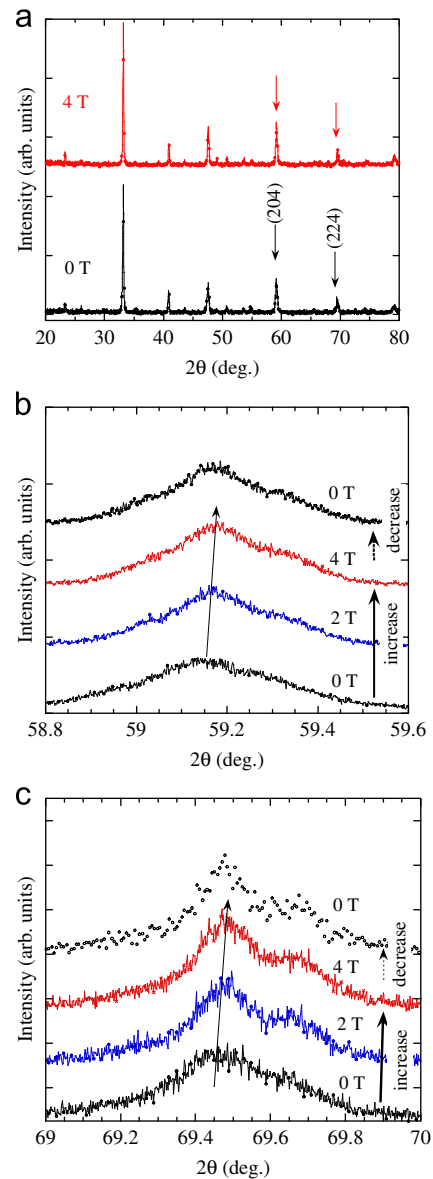 a
Intensity (arb. units)
4 T
0 T
(204)
(224)
20 30 40 50 60 70 80
2θ (deg.)
b
Intensity (arb. units)
0 T
4 T
2 T
0 T
decrease
increase
58.8 59 59.2 59.4 59.6
2θ (deg.)
c
Intensity (arb. units)
0 T
4 T
2 T
0 T
decrease
increase
69 69.2 69.4 69.6 69.8 70
2θ (deg.)